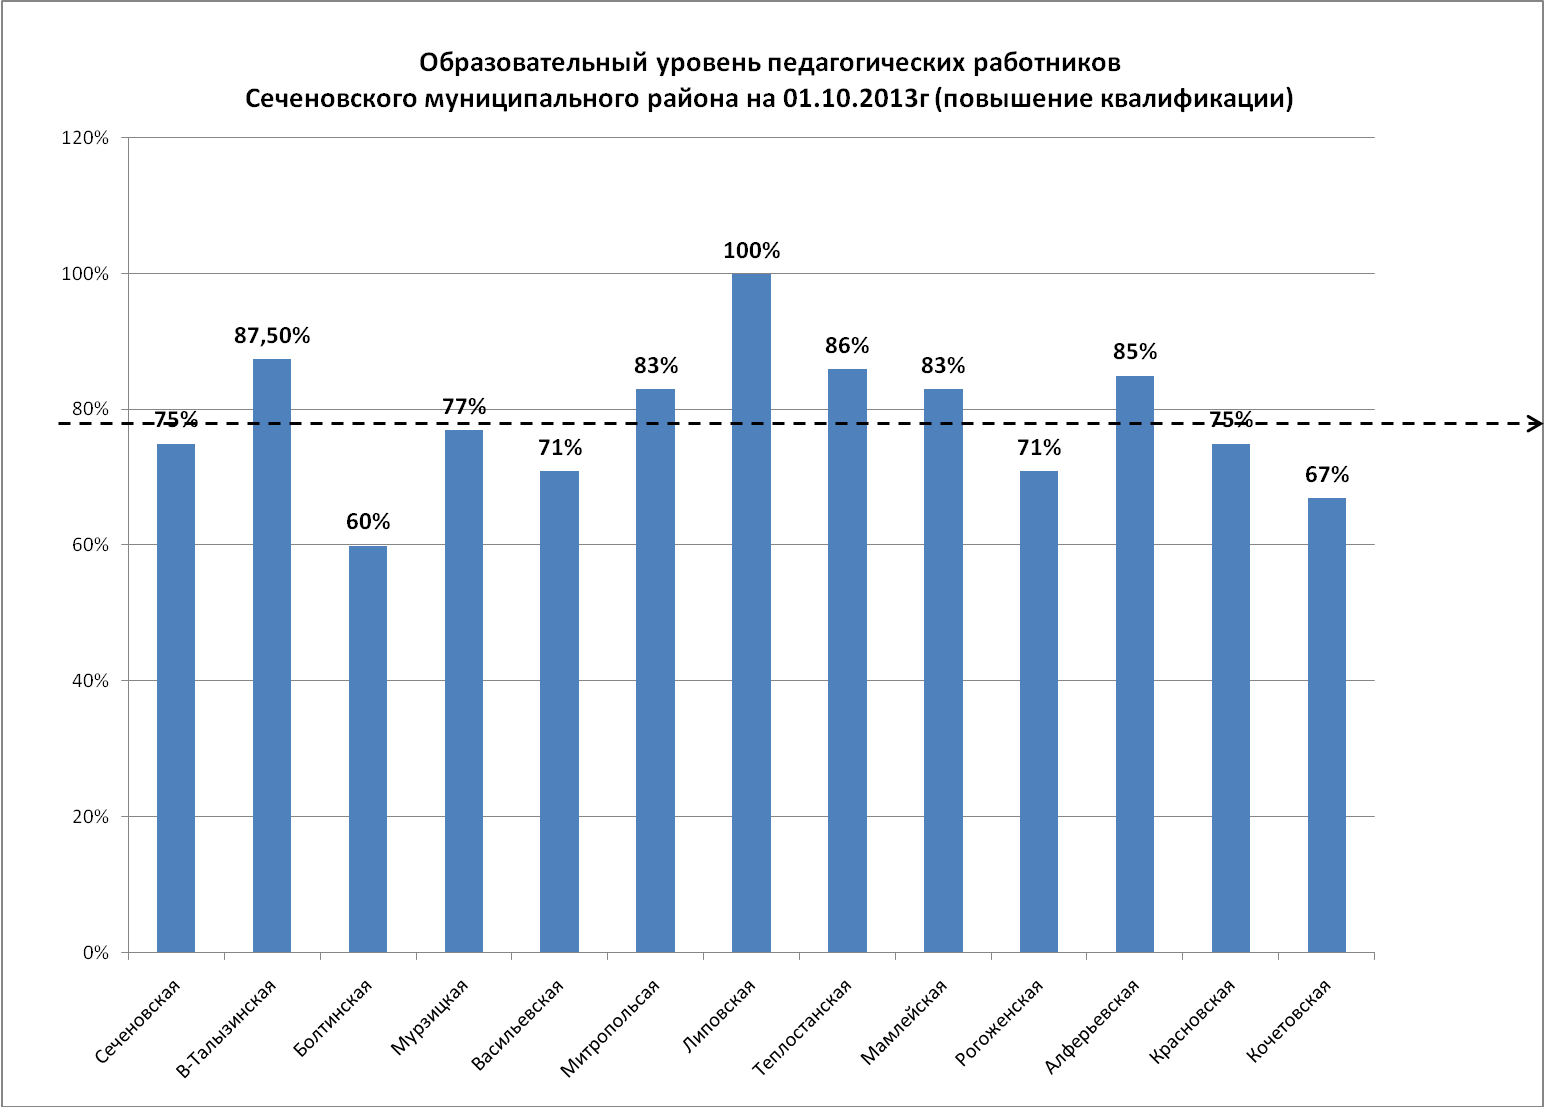 Образовательный уровень педагогических работников
Сеченовского муниципального района на 01.10.2013г (повышение квалификации)
120%
100%
80%
60%
40%
20%
0%
75%
87,50%
60%
77%
71%
83%
100%
86%
83%
71%
85%
75%
67%
Сеченовская
В-Талызинская
Болтинская
Мурзицкая
Васильевская
Митропольсая
Липовская
Теплостанская
Мамлейская
Рогоженская
Алферьевская
Красновская
Кочетовская